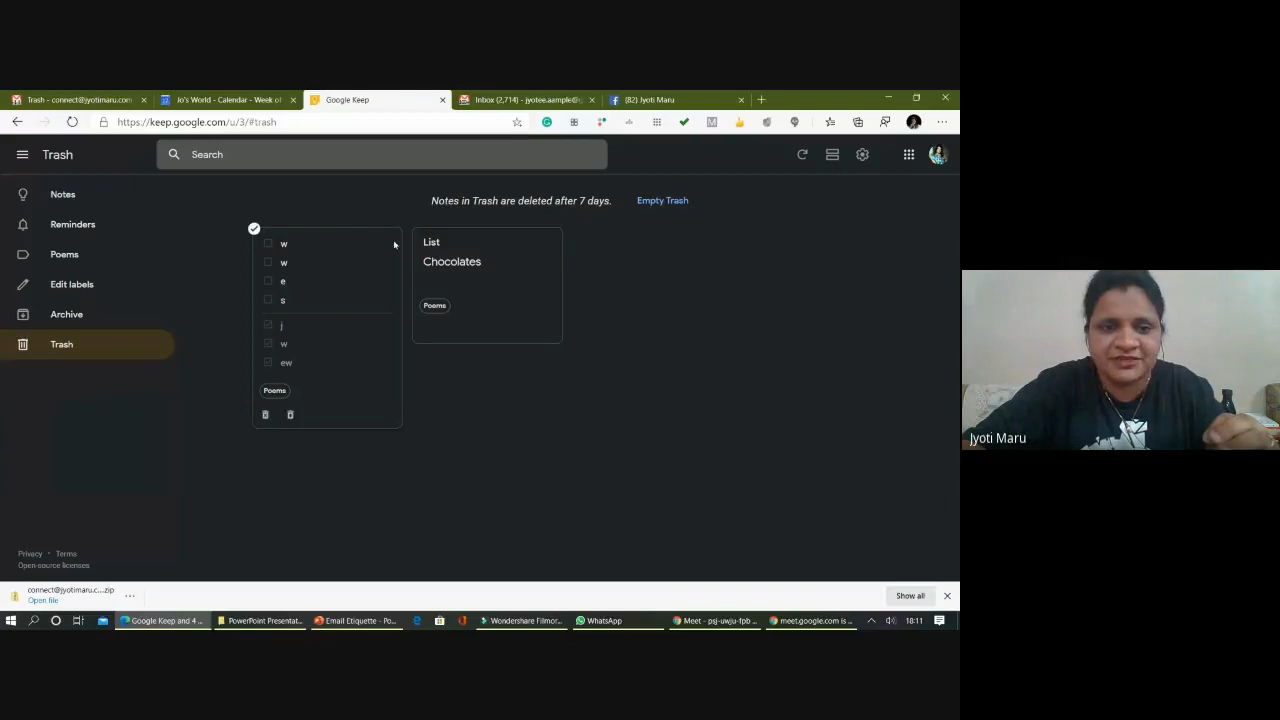 Trash - connect@jyotimaru.con
Jo's World - Calendar - Week of
Google Keep
Inbox (2,714) - jyotee.aample@g
(82) Jyoti Maru
https://keep.google.com/u/3/#trash
Trash
Search
Notes
Reminders
Poems
Edit labels
Archive
Trash
Notes in Trash are deleted after 7 days.
Empty Trash
w
w
e
s
j
w
ew
Poems
List
Chocolates
Poems
Privacy • Terms
Open-source licenses
Jyoti Maru
connect@jyotimaru.c....zip
Open file
Show all
Google Keep and 4 ...
PowerPoint Presentat...
Email Etiquette - Po...
Wondershare Filmor...
WhatsApp
Meet - psj-uwju-fpb ...
meet.google.com is ...
18:11